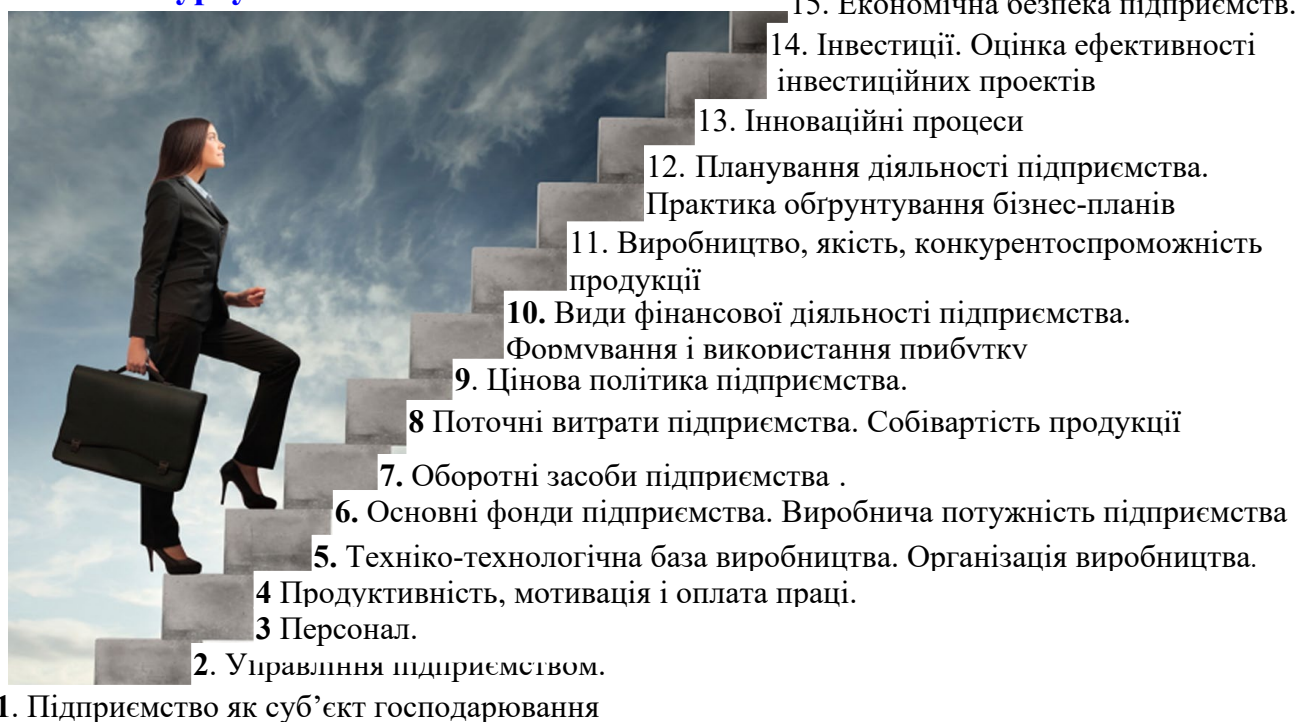 15. Економічна безпека підприємств.
14. Інвестиції. Оцінка ефективності
інвестиційних проектів
13. Інноваційні процеси
12. Планування діяльності підприємства.
Практика обґрунтування бізнес-планів
11. Виробництво, якість, конкурентоспроможність
продукції
10. Види фінансової діяльності підприємства.
Формування і використання прибутку
9. Цінова політика підприємства.
8 Поточні витрати підприємства. Собівартість продукції
7. Оборотні засоби підприємства .
6. Основні фонди підприємства. Виробнича потужність підприємства
5. Техніко-технологічна база виробництва. Організація виробництва.
4 Продуктивність, мотивація і оплата праці.
3 Персонал.
2. Управління підприємством.
1. Підприємство як суб’єкт господарювання